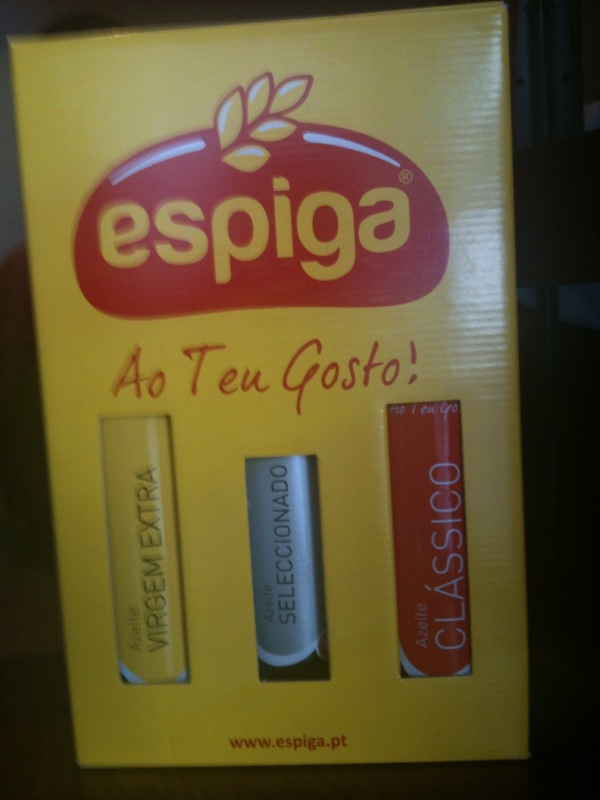 espiga®
Ao Teu Gosto!
Azeite
VIRGEM EXTRA
Azeite
SELECCIONADO
Ao Teu Go
Azeite
CLÁSSICO
www.espiga.pt